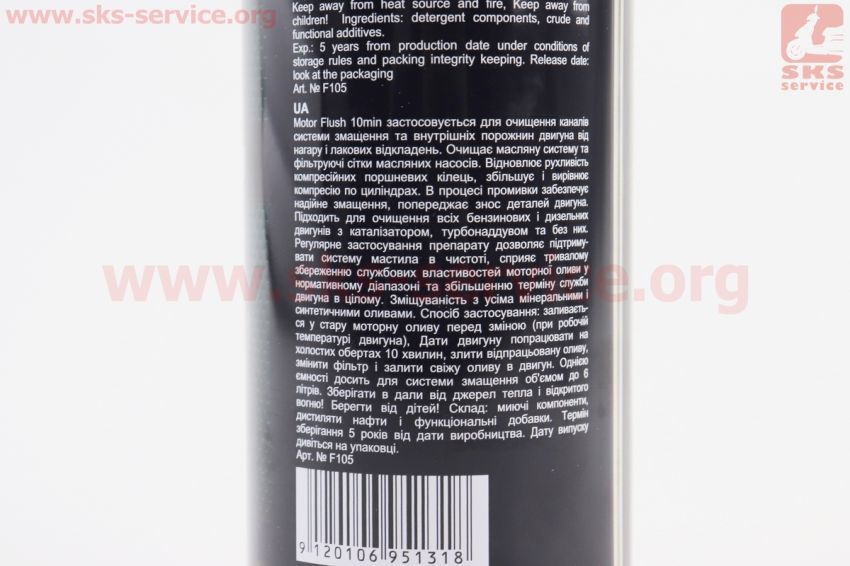 www.sks-service.org
SKS
service
Keep away from heat source and fire, Keep away from
children! Ingredients: detergent components, crude and
functional additives.
Exp.: 5 years from production date under conditions of
storage rules and packing integrity keeping. Release date:
look at the packaging
Art. № F105
UA
Motor Flush 10min застосовується для очищення каналів
системи змащення та внутрішніх порожнин двигуна від
нагару і лакових відкладень. Очищає масляну систему та
фільтруючі сітки масляних насосів. Відновлює рухливість
компресійних поршневих кілець, збільшує і вирівнює
компресію по циліндрах. В процесі промивки забезпечує
надійне змащення, попереджає знос деталей двигуна.
Підходить для очищення всіх бензинових і дизельних
двигунів з каталізатором, турбонаддувом та без них.
Регулярне застосування препарату дозволяє підтриму-
вати систему мастила в чистоті, сприяє тривалому
збереженню службових властивостей моторної оливи у
нормативному діапазоні та збільшенню терміну служби
двигуна в цілому. Зміщуваність з усіма мінеральними і
синтетичними оливами. Спосіб застосування: заливаєть-
ся у стару моторну оливу перед зміною (при робочій
температурі двигуна), Дати двигуну попрацювати на
холостих обертах 10 хвилин, злити відпрацьовану оливу,
змінити фільтр і залити свіжу оливу в двигун. Однією
ємності досить для системи змащення об'ємом до 6
літрів. Зберігати в дали від джерел тепла і відкритого
вогню! Берегти від дітей! Склад: миючі компоненти,
дистиляти нафти і функціональні добавки. Термін
зберігання 5 років від дати виробництва. Дату випуску
дивіться на упаковці.
Арт. № F105
9 120106 951318
www.sks-service.org